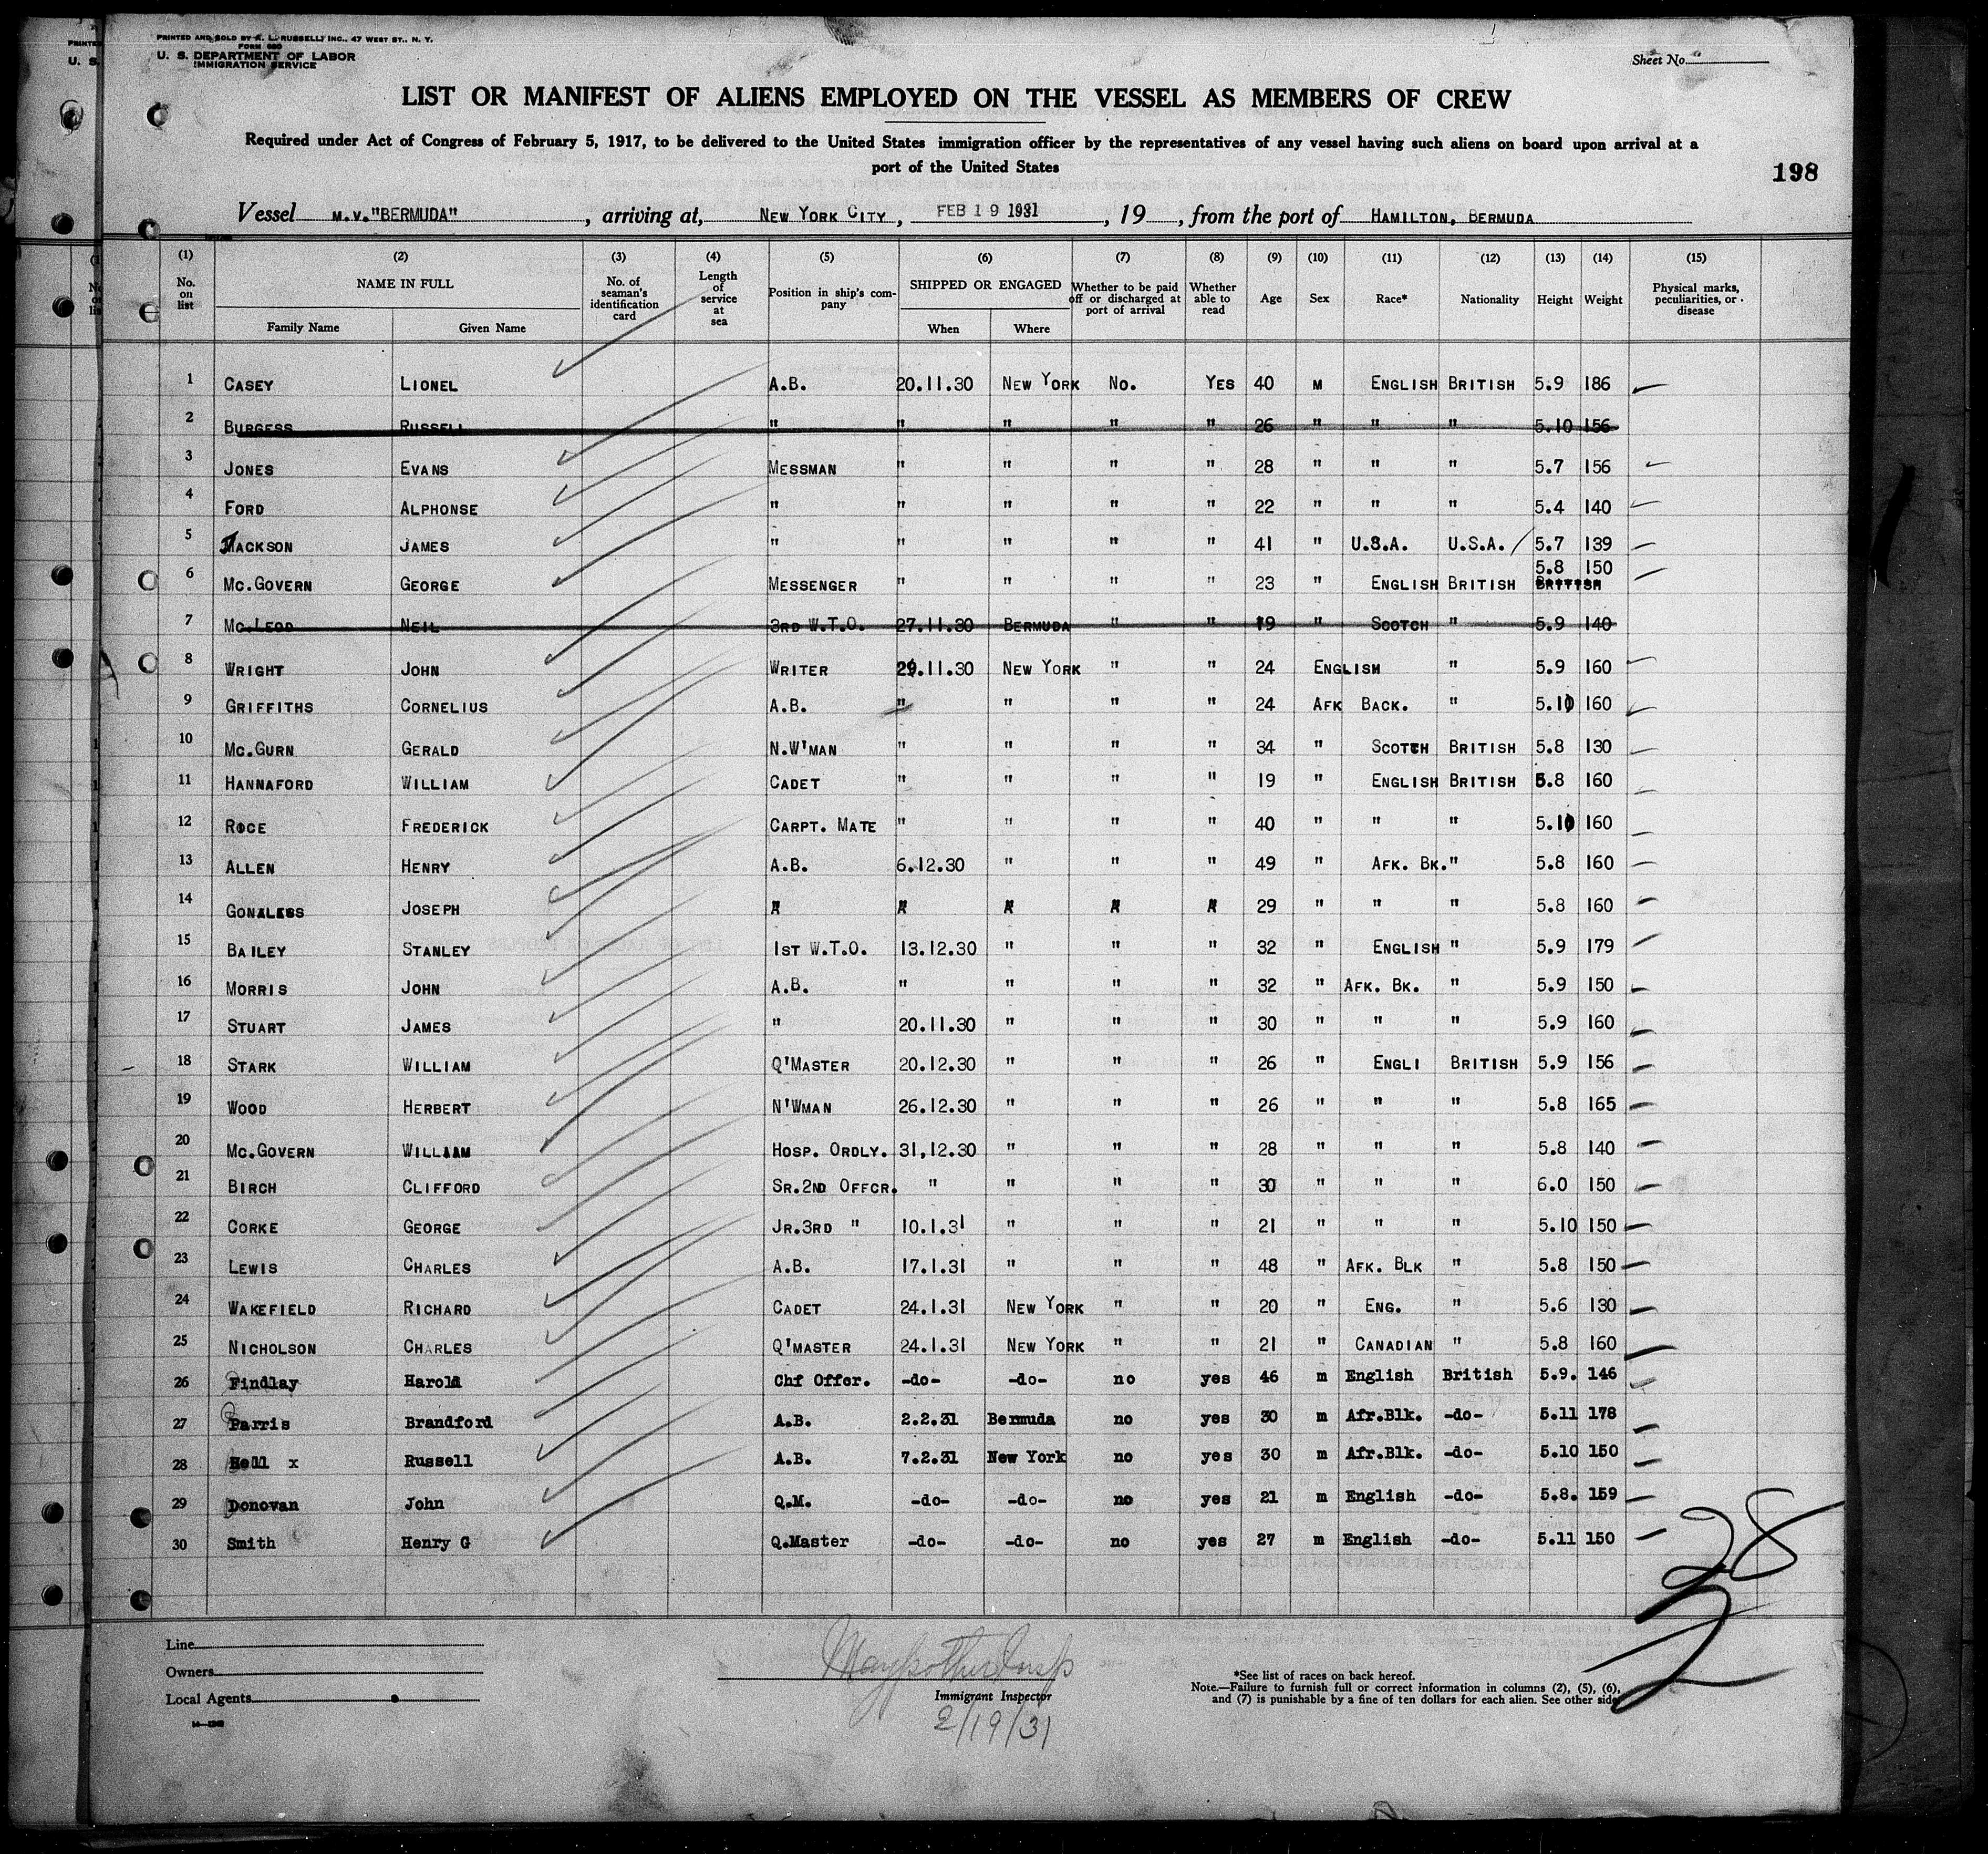 PRINTED AND SOLD BY A. L. RUSSELL, INC., 47 WEST ST., N. Y.
FORM 680
U. S. DEPARTMENT OF LABOR
IMMIGRATION SERVICE
Sheet No.
LIST OR MANIFEST OF ALIENS EMPLOYED ON THE VESSEL AS MEMBERS OF CREW
Required under Act of Congress of February 5, 1917, to be delivered to the United States immigration officer by the representatives of any vessel having such aliens on board upon arrival at a
port of the United States
198
Vessel M.V."BERMUDA", arriving at, NEW YORK CITY, FEB 19 1931, 19, from the port of HAMILTON, BERMUDA
(1) (2) (3) (4) (5) (6) (7) (8) (9) (10) (11) (12) (13) (14) (15)
No. on list NAME IN FULL Family Name Given Name No. of seaman's identification card Length of service at sea Position in ship's company SHIPPED OR ENGAGED When Where Whether to be paid off or discharged at port of arrival Whether able to read Age Sex Race* Nationality Height Weight Physical marks, peculiarities, or disease
1 CASEY LIONEL A.B. 20.11.30 NEW YORK NO. YES 40 M ENGLISH BRITISH 5.9 186
2 BURGESS RUSSELL " " " " " 26 " " " 5.10 156
3 JONES EVANS MESSMAN " " " " 28 " " " 5.7 156
4 FORD ALPHONSE " " " " " 22 " " " 5.4 140
5 JACKSON JAMES " " " " " 41 " U.S.A. U.S.A. 5.7 139
6 MC.GOVERN GEORGE MESSENGER " " " " 23 " ENGLISH BRITISH 5.8 150
7 MC.LEOD NEIL 3RD W.T.O. 27.11.30 BERMUDA " " 19 " SCOTCH " 5.9 140
8 WRIGHT JOHN WRITER 29.11.30 NEW YORK " " 24 ENGLISH " 5.9 160
9 GRIFFITHS CORNELIUS A.B. " " " " 24 AFK BACK. " 5.10 160
10 MC.GURN GERALD N.W'MAN " " " " 34 " SCOTCH BRITISH 5.8 130
11 HANNAFORD WILLIAM CADET " " " " 19 " ENGLISH BRITISH 5.8 160
12 ROCE FREDERICK CARPT. MATE " " " " 40 " " " 5.10 160
13 ALLEN HENRY A.B. 6.12.30 " " " 49 " AFK. BK." 5.8 160
14 GONALESS JOSEPH " " " " " 29 " " " 5.8 160
15 BAILEY STANLEY 1ST W.T.O. 13.12.30 " " " 32 " ENGLISH " 5.9 179
16 MORRIS JOHN A.B. " " " " 32 " AFK. BK. " 5.9 150
17 STUART JAMES " 20.11.30 " " " 30 " " " 5.9 160
18 STARK WILLIAM Q'MASTER 20.12.30 " " " 26 " ENGLI BRITISH 5.9 156
19 WOOD HERBERT N'WMAN 26.12.30 " " " 26 " " " 5.8 165
20 MC.GOVERN WILLIAM HOSP. ORDLY. 31,12.30 " " " 28 " " " 5.8 140
21 BIRCH CLIFFORD SR.2ND OFFCR. " " " " 30 " " " 6.0 150
22 CORKE GEORGE JR.3RD " 10.1.31 " " " 21 " " " 5.10 150
23 LEWIS CHARLES A.B. 17.1.31 " " " 48 " AFK. BLK " 5.8 150
24 WAKEFIELD RICHARD CADET 24.1.31 NEW YORK " " 20 " ENG. " 5.6 130
25 NICHOLSON CHARLES Q'MASTER 24.1.31 NEW YORK " " 21 " CANADIAN " 5.8 160
26 Findlay Harold Chf Offer. -do- -do- no yes 46 m English British 5.9. 146
27 Parris Brandford A.B. 2.2.31 Bermuda no yes 30 m Afr.Blk. -do- 5.11 178
28 x Russell A.B. 7.2.31 New York no yes 30 m Afr.Blk. -do- 5.10 150
29 Donovan John Q.M. -do- -do- no yes 21 m English -do- 5.8. 159
30 Smith Henry G Q.Master -do- -do- no yes 27 m English -do- 5.11 150
28
2
Line
Owners
Local Agents
Immigrant Inspector
2/19/31
*See list of races on back hereof.
Note.—Failure to furnish full or correct information in columns (2), (5), (6),
and (7) is punishable by a fine of ten dollars for each alien. See other side.